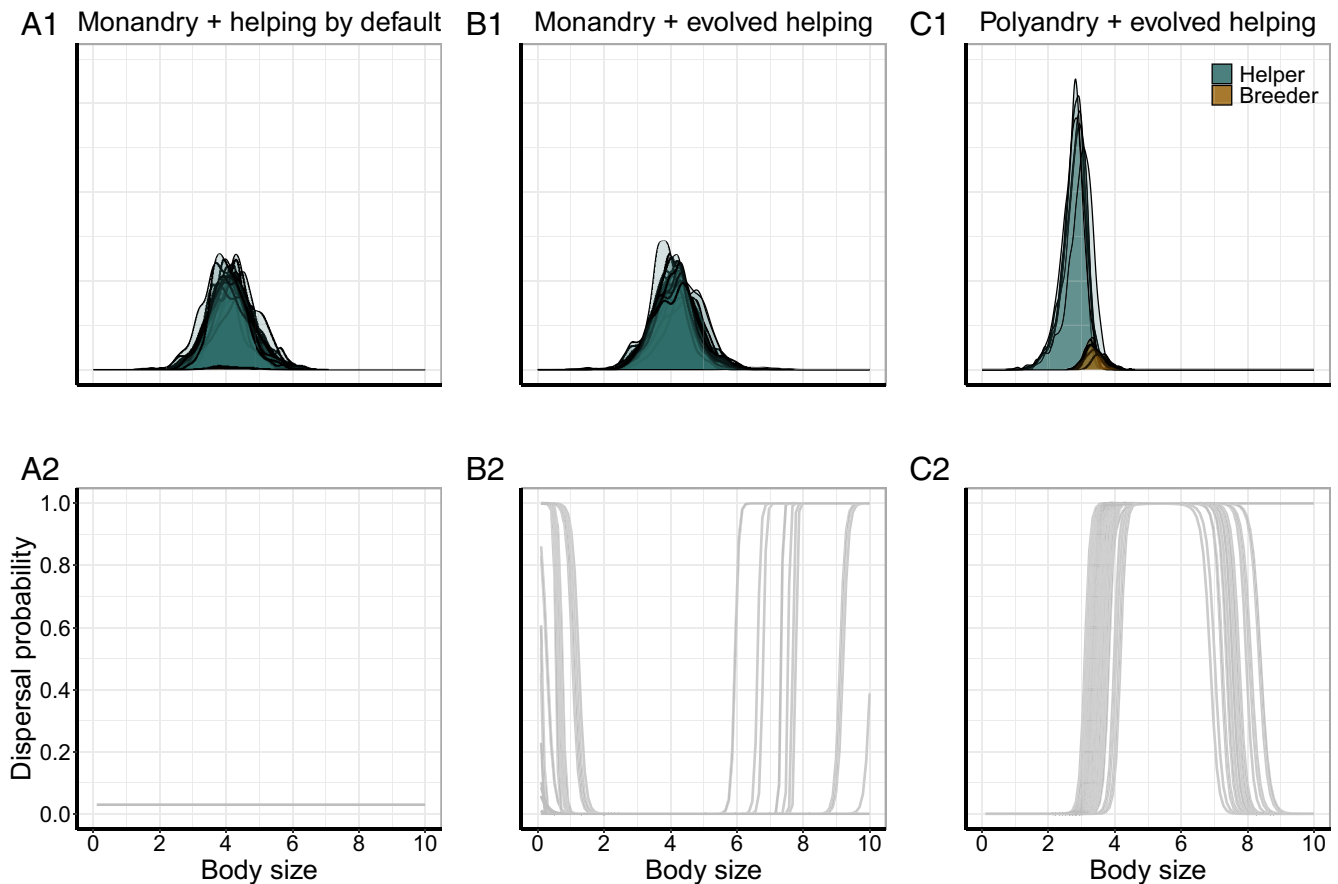 A1 Monandry + helping by default
B1 Monandry + evolved helping
C1 Polyandry + evolved helping
Helper
Breeder
A2
B2
C2
Dispersal probability
1.0
0.8
0.6
0.4
0.2
0.0
0 2 4 6 8 10
0 2 4 6 8 10
0 2 4 6 8 10
Body size
Body size
Body size